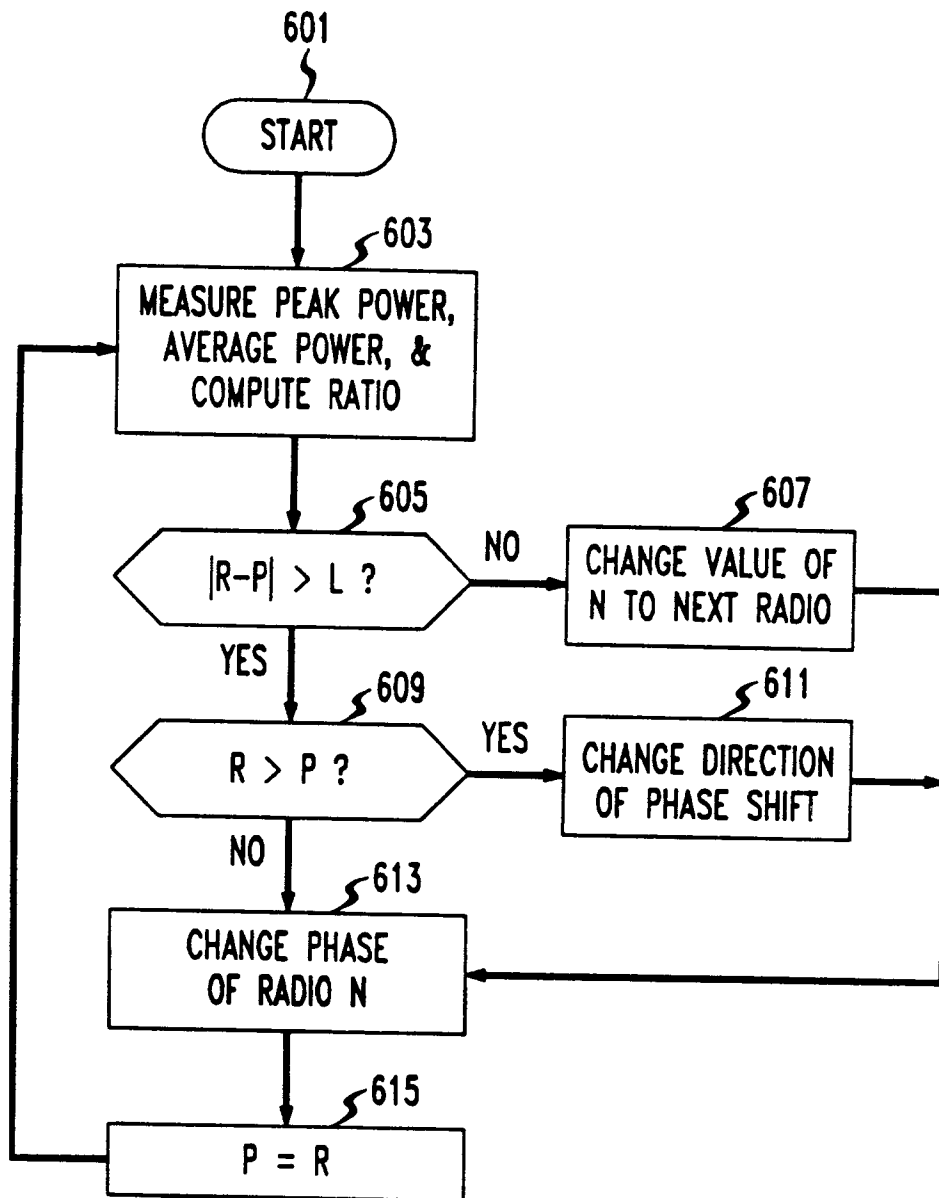 601
START
603
MEASURE PEAK POWER,
AVERAGE POWER, &
COMPUTE RATIO
605
|R-P| > L ?
NO
607
CHANGE VALUE OF
N TO NEXT RADIO
YES
609
R > P ?
YES
611
CHANGE DIRECTION
OF PHASE SHIFT
NO
613
CHANGE PHASE
OF RADIO N
615
P = R